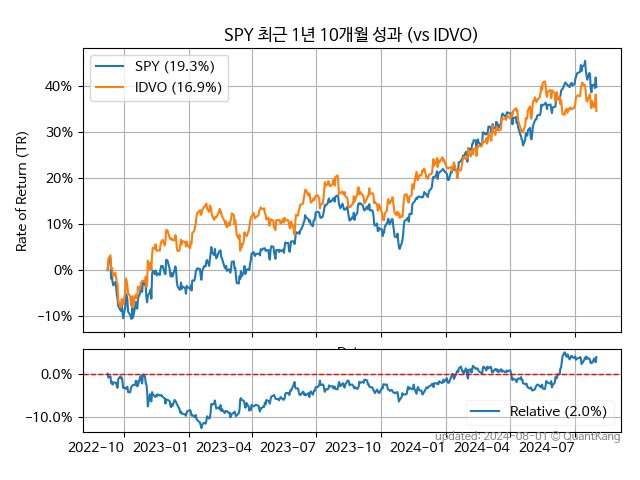 SPY 최근 1년 10개월 성과 (vs IDVO)
SPY (19.3%)
IDVO (16.9%)
Rate of Return (TR)
40%
30%
20%
10%
0%
−10%
0.0%
−10.0%
Relative (2.0%)
updated: 2024-08-01 © QuantKang
2022−10 2023−01 2023−04 2023−07 2023−10 2024−01 2024−04 2024−07